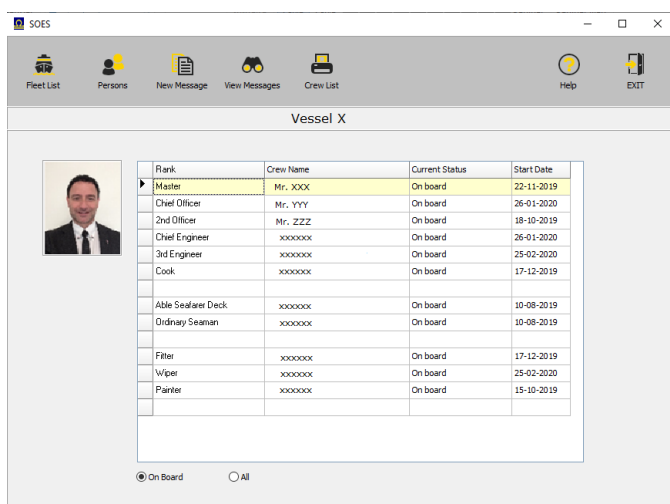 SOES
Fleet List Persons New Message View Messages Crew List Help EXIT
Vessel X
Rank Crew Name Current Status Start Date
Master Mr. XXX On board 22-11-2019
Chief Officer Mr. YYY On board 26-01-2020
2nd Officer Mr. ZZZ On board 18-10-2019
Chief Engineer xxxxxx On board 26-01-2020
3rd Engineer xxxxxx On board 25-02-2020
Cook xxxxxx On board 17-12-2019
Able Seafarer Deck xxxxxx On board 10-08-2019
Ordinary Seaman xxxxxx On board 10-08-2019
Fitter xxxxxx On board 17-12-2019
Wiper xxxxxx On board 25-02-2020
Painter xxxxxx On board 15-10-2019
On Board All